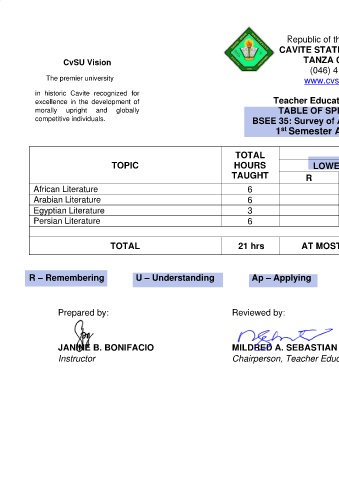 Republic of th
CAVITE STAT
CvSU Vision
TANZA C
(046) 4
The premier university
www.cvs
in historic Cavite recognized for
excellence in the development of
morally upright and globally
competitive individuals.
Teacher Educat
TABLE OF SPE
BSEE 35: Survey of A
1st Semester A
TOPIC
TOTAL
HOURS
TAUGHT
LOWE
R
African Literature 6
Arabian Literature 6
Egyptian Literature 3
Persian Literature 6
TOTAL 21 hrs AT MOST
R – Remembering U – Understanding Ap – Applying
Prepared by: Reviewed by:
JANINE B. BONIFACIO MILDRED A. SEBASTIAN
Instructor Chairperson, Teacher Educ